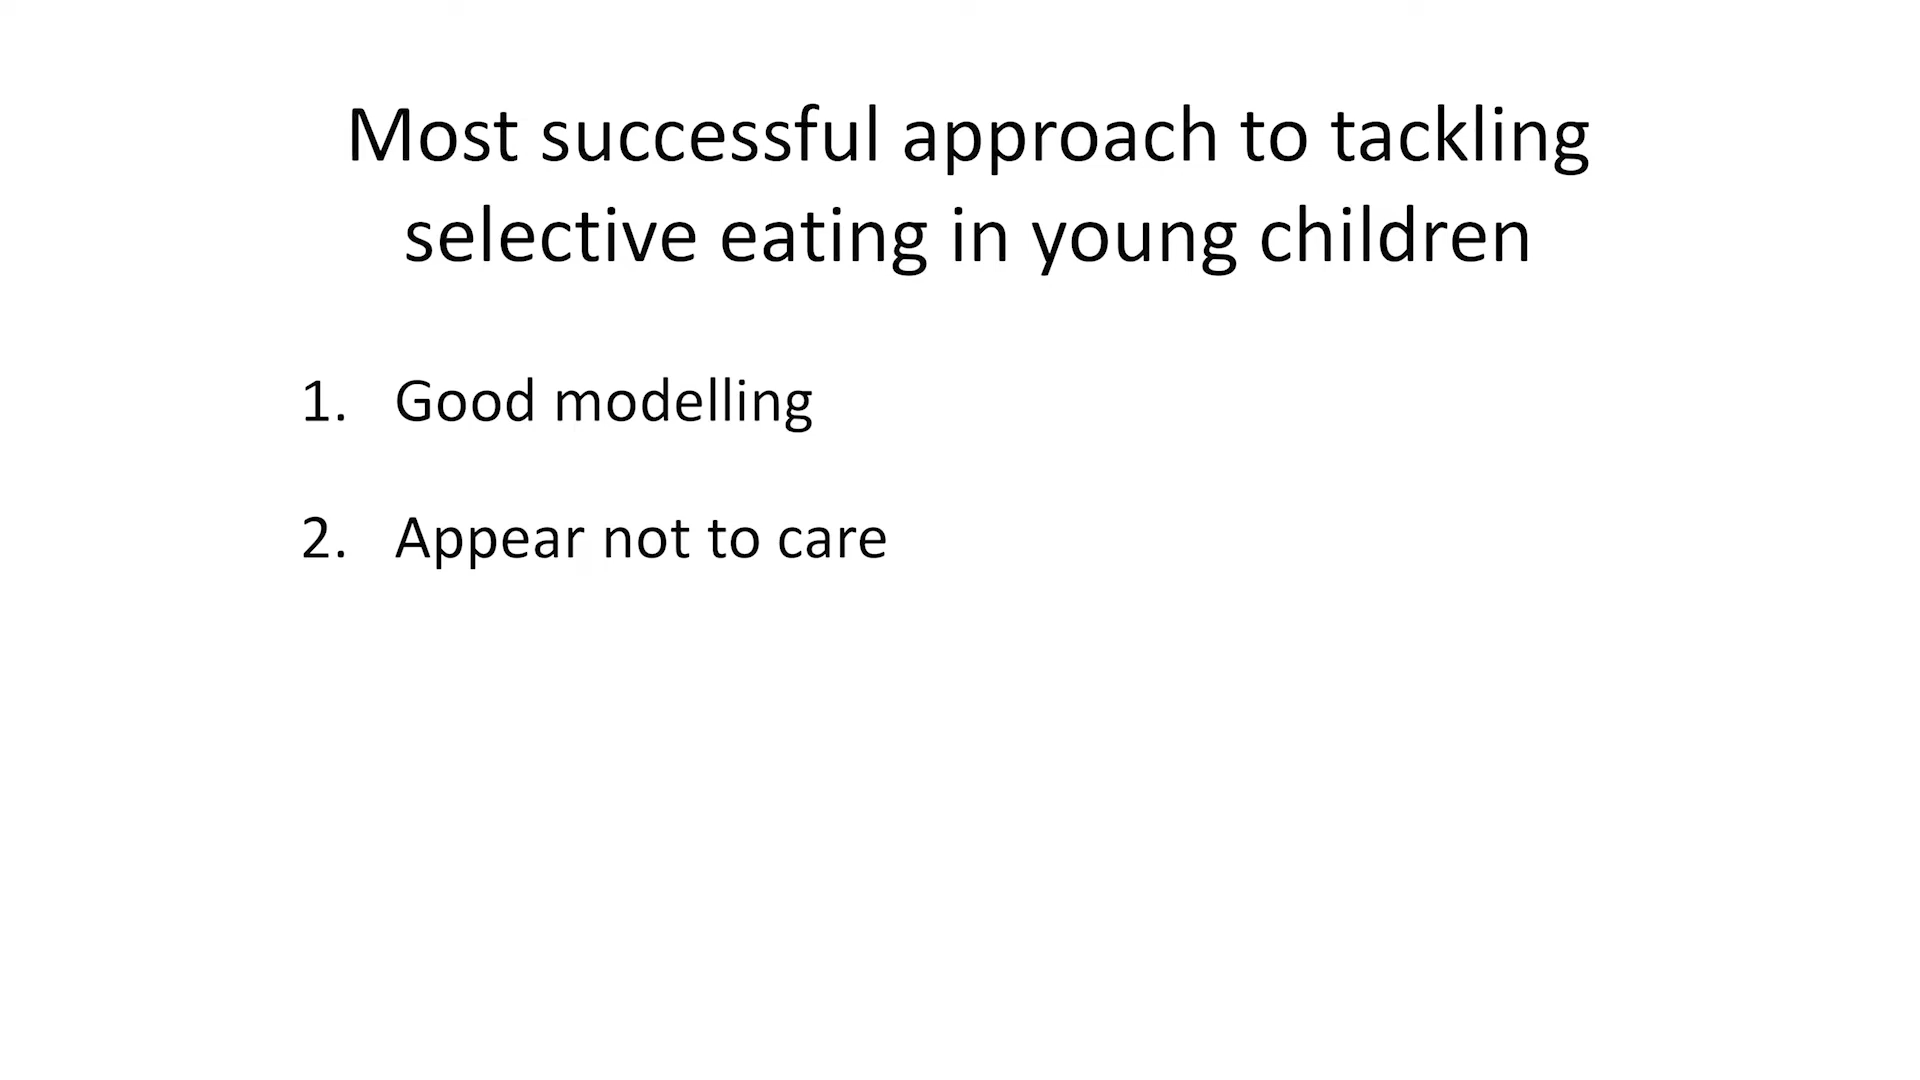 Most successful approach to tackling
selective eating in young children
1. Good modelling
2. Appear not to care